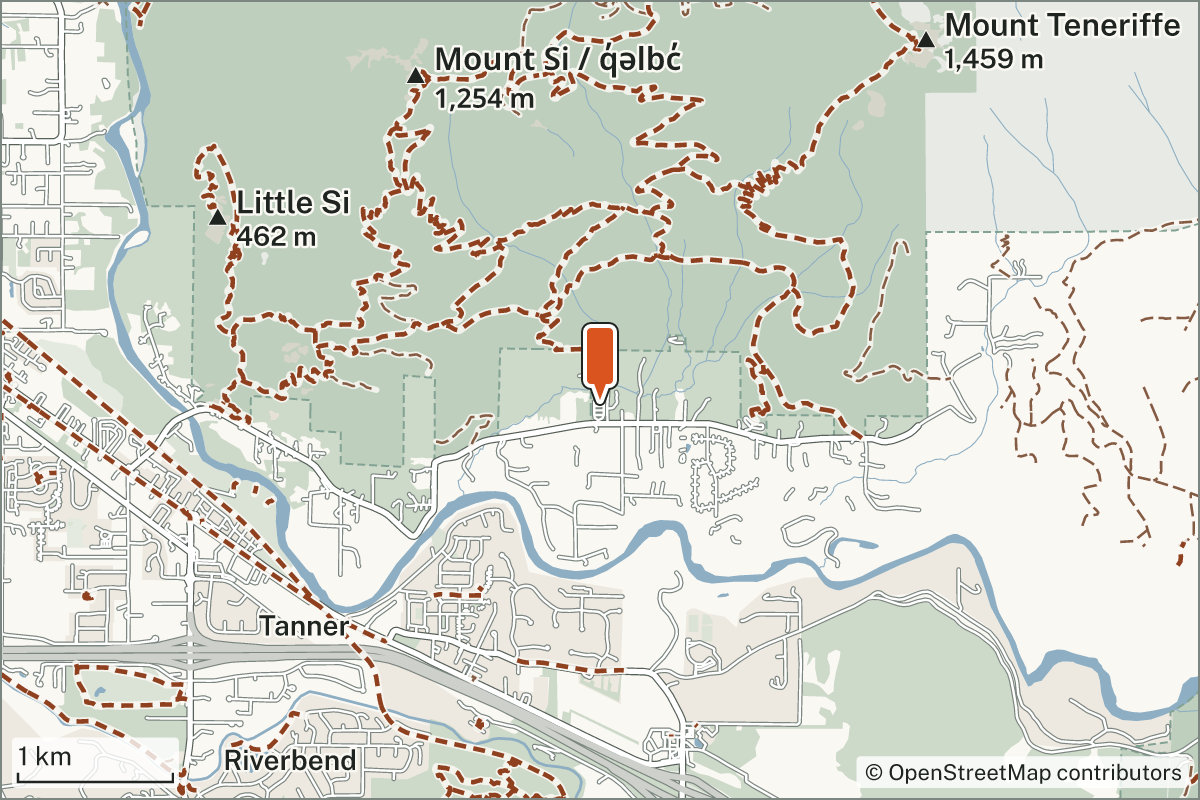 Mount Teneriffe
1,459 m
Mount Si / q̓əlbc̓
1,254 m
Little Si
462 m
Tanner
Riverbend
1 km
© OpenStreetMap contributors